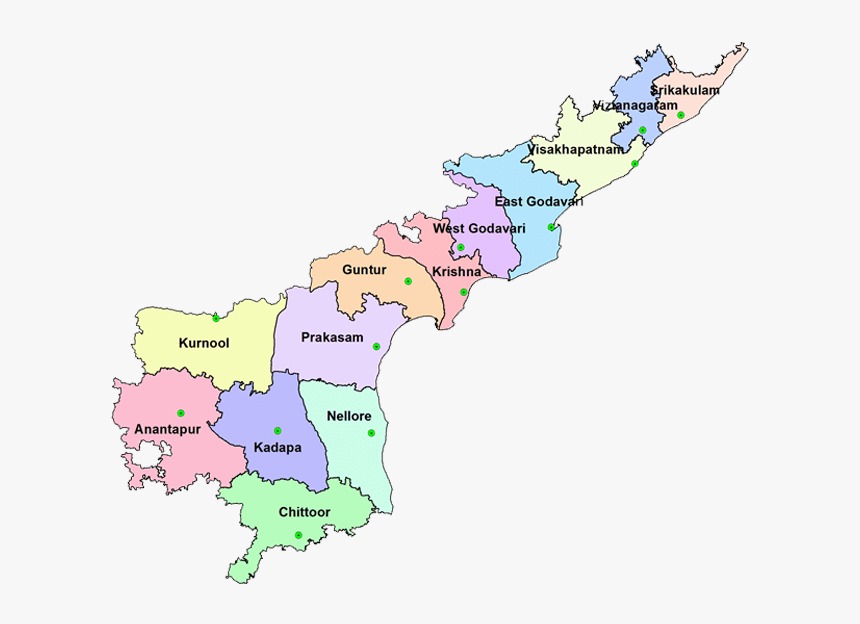 Srikakulam
Vizianagaram
Visakhapatnam
East Godavari
West Godavari
Krishna
Guntur
Prakasam
Kurnool
Nellore
Anantapur
Kadapa
Chittoor